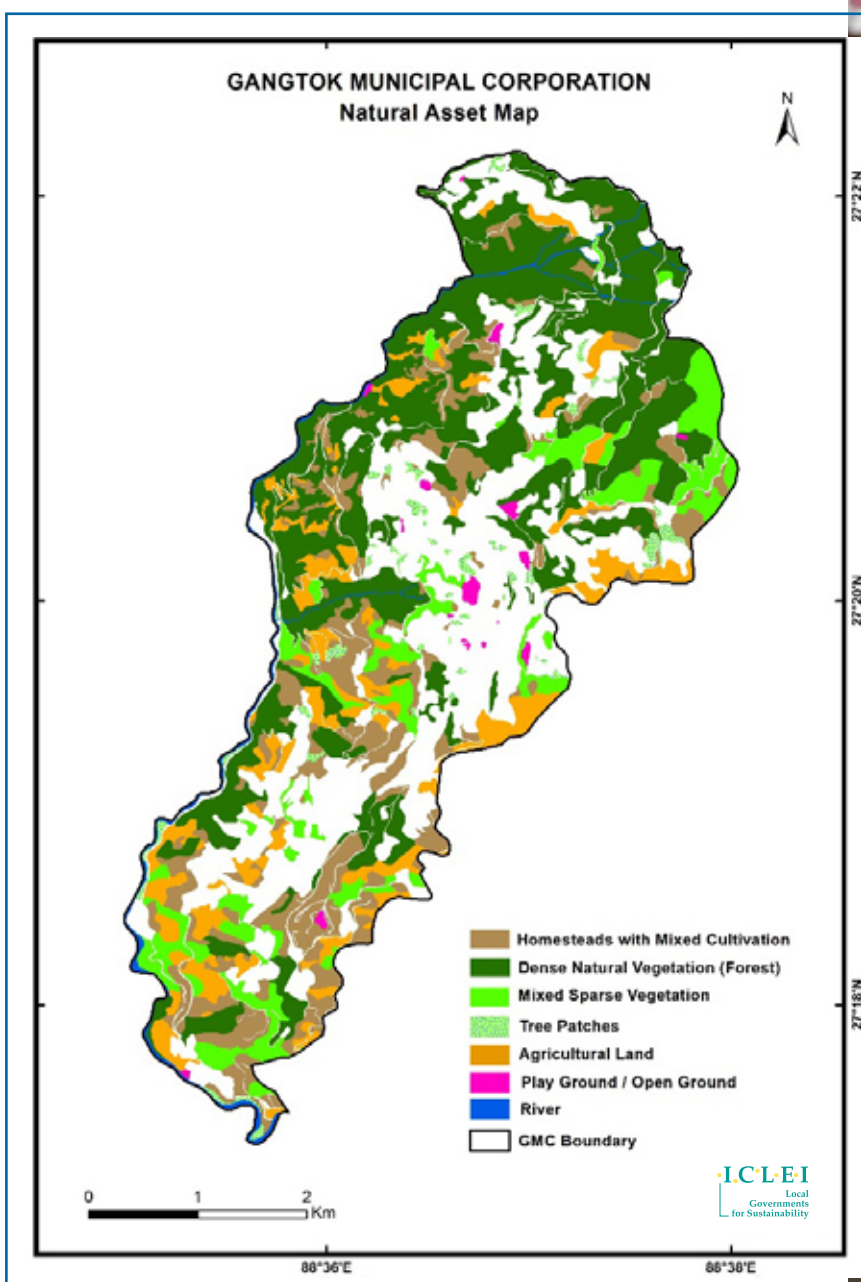 GANGTOK MUNICIPAL CORPORATION
Natural Asset Map
N
27°22'N
27°20'N
27°18'N
Homesteads with Mixed Cultivation
Dense Natural Vegetation (Forest)
Mixed Sparse Vegetation
Tree Patches
Agricultural Land
Play Ground / Open Ground
River
GMC Boundary
0 1 2
Km
I.C.L.E.I
Local
Governments
for Sustainability
88°36'E 88°38'E